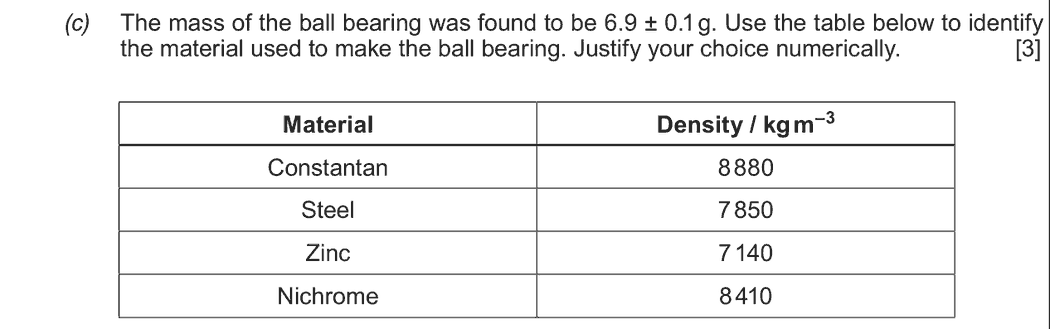 (c) The mass of the ball bearing was found to be 6.9 ± 0.1 g. Use the table below to identify
the material used to make the ball bearing. Justify your choice numerically. [3]
Material Density / kg m⁻³
Constantan 8880
Steel 7850
Zinc 7140
Nichrome 8410